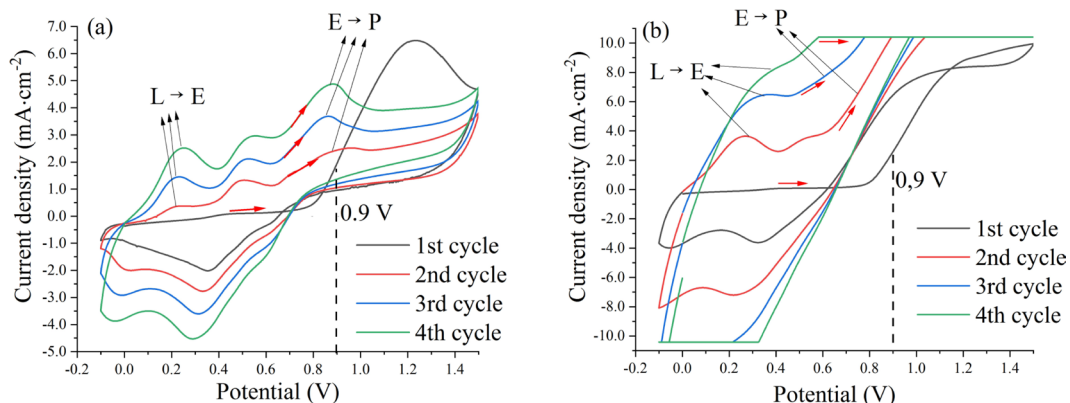 (a)
E → P
L → E
0.9 V
1st cycle
2nd cycle
3rd cycle
4th cycle
7.0
6.0
5.0
4.0
3.0
2.0
1.0
0.0
-1.0
-2.0
-3.0
-4.0
-5.0
Current density (mA·cm⁻²)
0.0 0.2 0.4 0.6 0.8 1.0 1.2 1.4
Potential (V)
(b)
E → P
L → E
0,9 V
1st cycle
2nd cycle
3rd cycle
4th cycle
10.0
8.0
6.0
4.0
2.0
0.0
-2.0
-4.0
-6.0
-8.0
-10.0
Current density (mA·cm⁻²)
0.0 0.2 0.4 0.6 0.8 1.0 1.2 1.4
Potential (V)